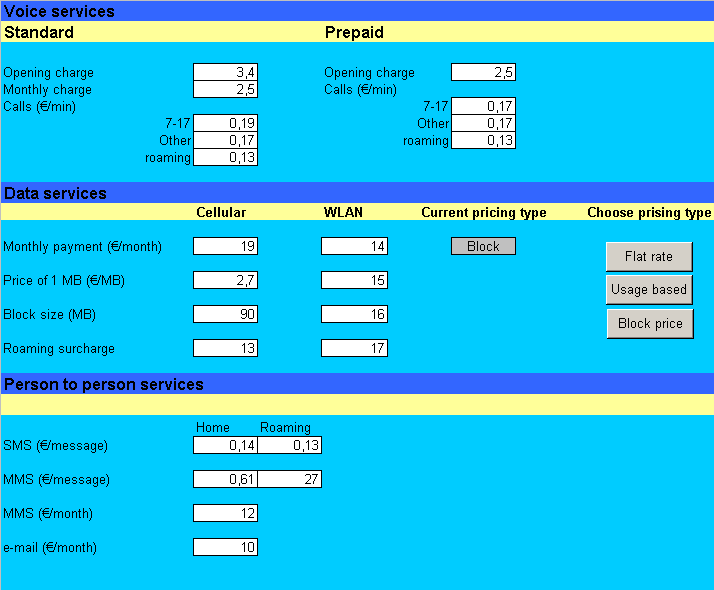 Voice services
Standard Prepaid
Opening charge 3,4 Opening charge 2,5
Monthly charge 2,5 Calls (€/min)
Calls (€/min) 7-17 0,17
7-17 0,19 Other 0,17
Other 0,17 roaming 0,13
roaming 0,13
Data services
Cellular WLAN Current pricing type Choose prising type
Monthly payment (€/month) 19 14 Block Flat rate
Price of 1 MB (€/MB) 2,7 15 Usage based
Block size (MB) 90 16 Block price
Roaming surcharge 13 17
Person to person services
Home Roaming
SMS (€/message) 0,14 0,13
MMS (€/message) 0,61 27
MMS (€/month) 12
e-mail (€/month) 10